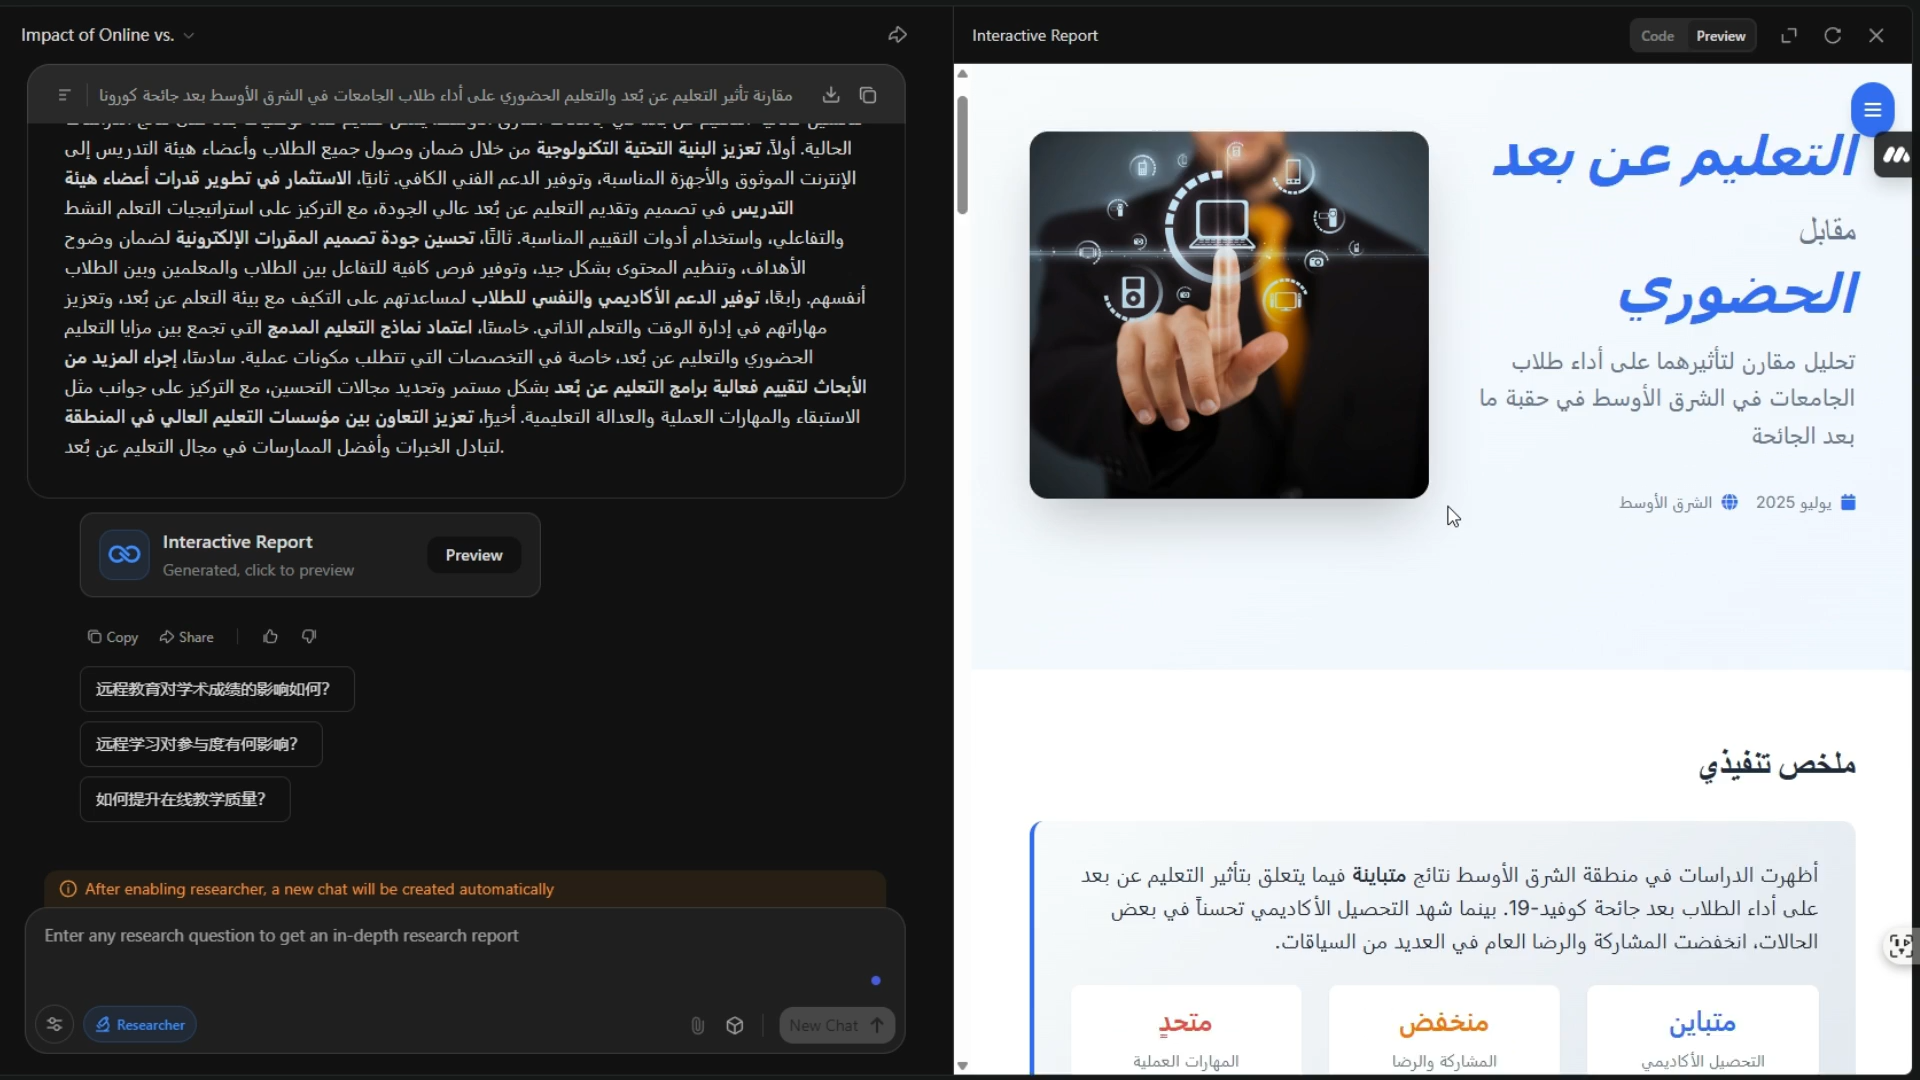 Impact of Online vs.
مقارنة تأثير التعليم عن بُعد والتعليم الحضوري على أداء طلاب الجامعات في الشرق الأوسط بعد جائحة كورونا
الحالية. أولاً، تعزيز البنية التحتية التكنولوجية من خلال ضمان وصول جميع الطلاب وأعضاء هيئة التدريس إلى
الإنترنت الموثوق والأجهزة المناسبة، وتوفير الدعم الفني الكافي. ثانيًا، الاستثمار في تطوير قدرات أعضاء هيئة
التدريس في تصميم وتقديم التعليم عن بُعد عالي الجودة، مع التركيز على استراتيجيات التعلم النشط
والتفاعلي، واستخدام أدوات التقييم المناسبة. ثالثًا، تحسين جودة تصميم المقررات الإلكترونية لضمان وضوح
الأهداف، وتنظيم المحتوى بشكل جيد، وتوفير فرص كافية للتفاعل بين الطلاب والمعلمين وبين الطلاب
أنفسهم. رابعًا، توفير الدعم الأكاديمي والنفسي للطلاب لمساعدتهم على التكيف مع بيئة التعلم عن بُعد، وتعزيز
مهاراتهم في إدارة الوقت والتعلم الذاتي. خامسًا، اعتماد نماذج التعليم المدمج التي تجمع بين مزايا التعليم
الحضوري والتعليم عن بُعد، خاصة في التخصصات التي تتطلب مكونات عملية. سادسًا، إجراء المزيد من
الأبحاث لتقييم فعالية برامج التعليم عن بُعد بشكل مستمر وتحديد مجالات التحسين، مع التركيز على جوانب مثل
الاستبقاء والمهارات العملية والعدالة التعليمية. أخيرًا، تعزيز التعاون بين مؤسسات التعليم العالي في المنطقة
لتبادل الخبرات وأفضل الممارسات في مجال التعليم عن بُعد.
Interactive Report
Generated, click to preview
Preview
Copy
Share
远程教育对学术成绩的影响如何?
远程学习对参与度有何影响?
如何提升在线教学质量?
After enabling researcher, a new chat will be created automatically
Enter any research question to get an in-depth research report
Researcher
New Chat
Interactive Report
Code
Preview
التعليم عن بعد
مقابل
الحضوري
تحليل مقارن لتأثيرهما على أداء طلاب
الجامعات في الشرق الأوسط في حقبة ما
بعد الجائحة
يوليو 2025
الشرق الأوسط
ملخص تنفيذي
أظهرت الدراسات في منطقة الشرق الأوسط نتائج متباينة فيما يتعلق بتأثير التعليم عن بعد
على أداء الطلاب بعد جائحة كوفيد-19. بينما شهد التحصيل الأكاديمي تحسناً في بعض
الحالات، انخفضت المشاركة والرضا العام في العديد من السياقات.
متباين
التحصيل الأكاديمي
منخفض
المشاركة والرضا
متحدٍ
المهارات العملية